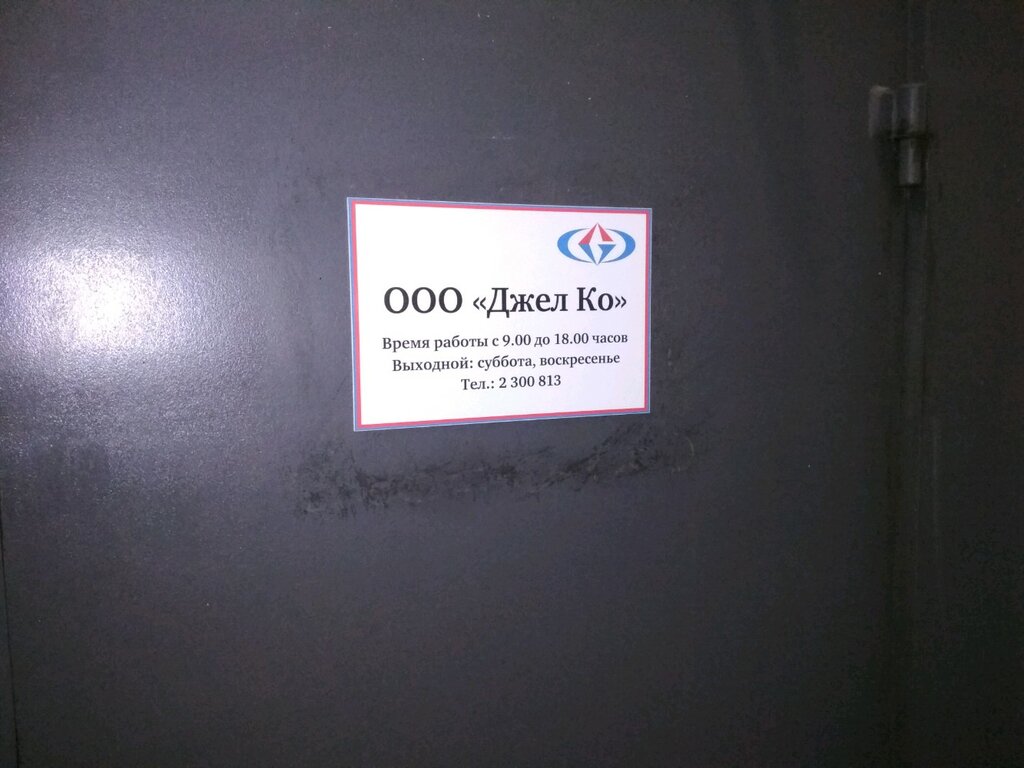 ООО «Джел Ко»
Время работы с 9.00 до 18.00 часов
Выходной: суббота, воскресенье
Тел.: 2 300 813